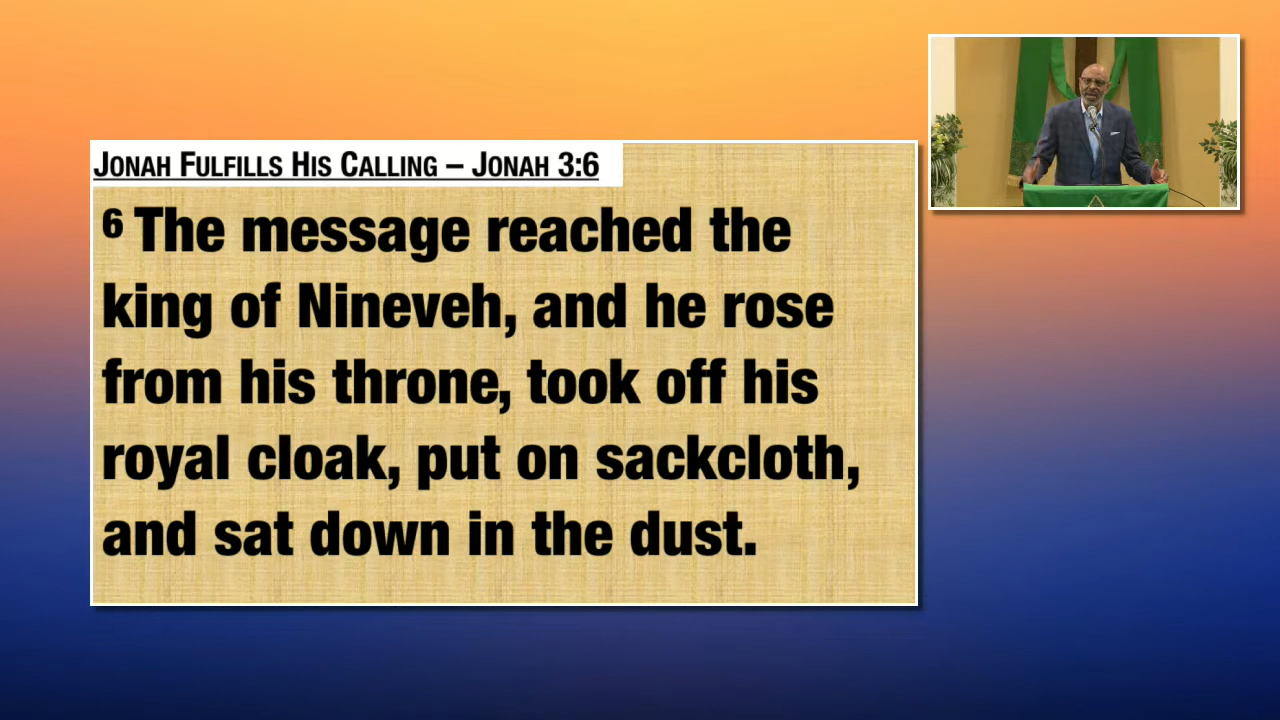 JONAH FULFILLS HIS CALLING – JONAH 3:6
6 The message reached the
king of Nineveh, and he rose
from his throne, took off his
royal cloak, put on sackcloth,
and sat down in the dust.